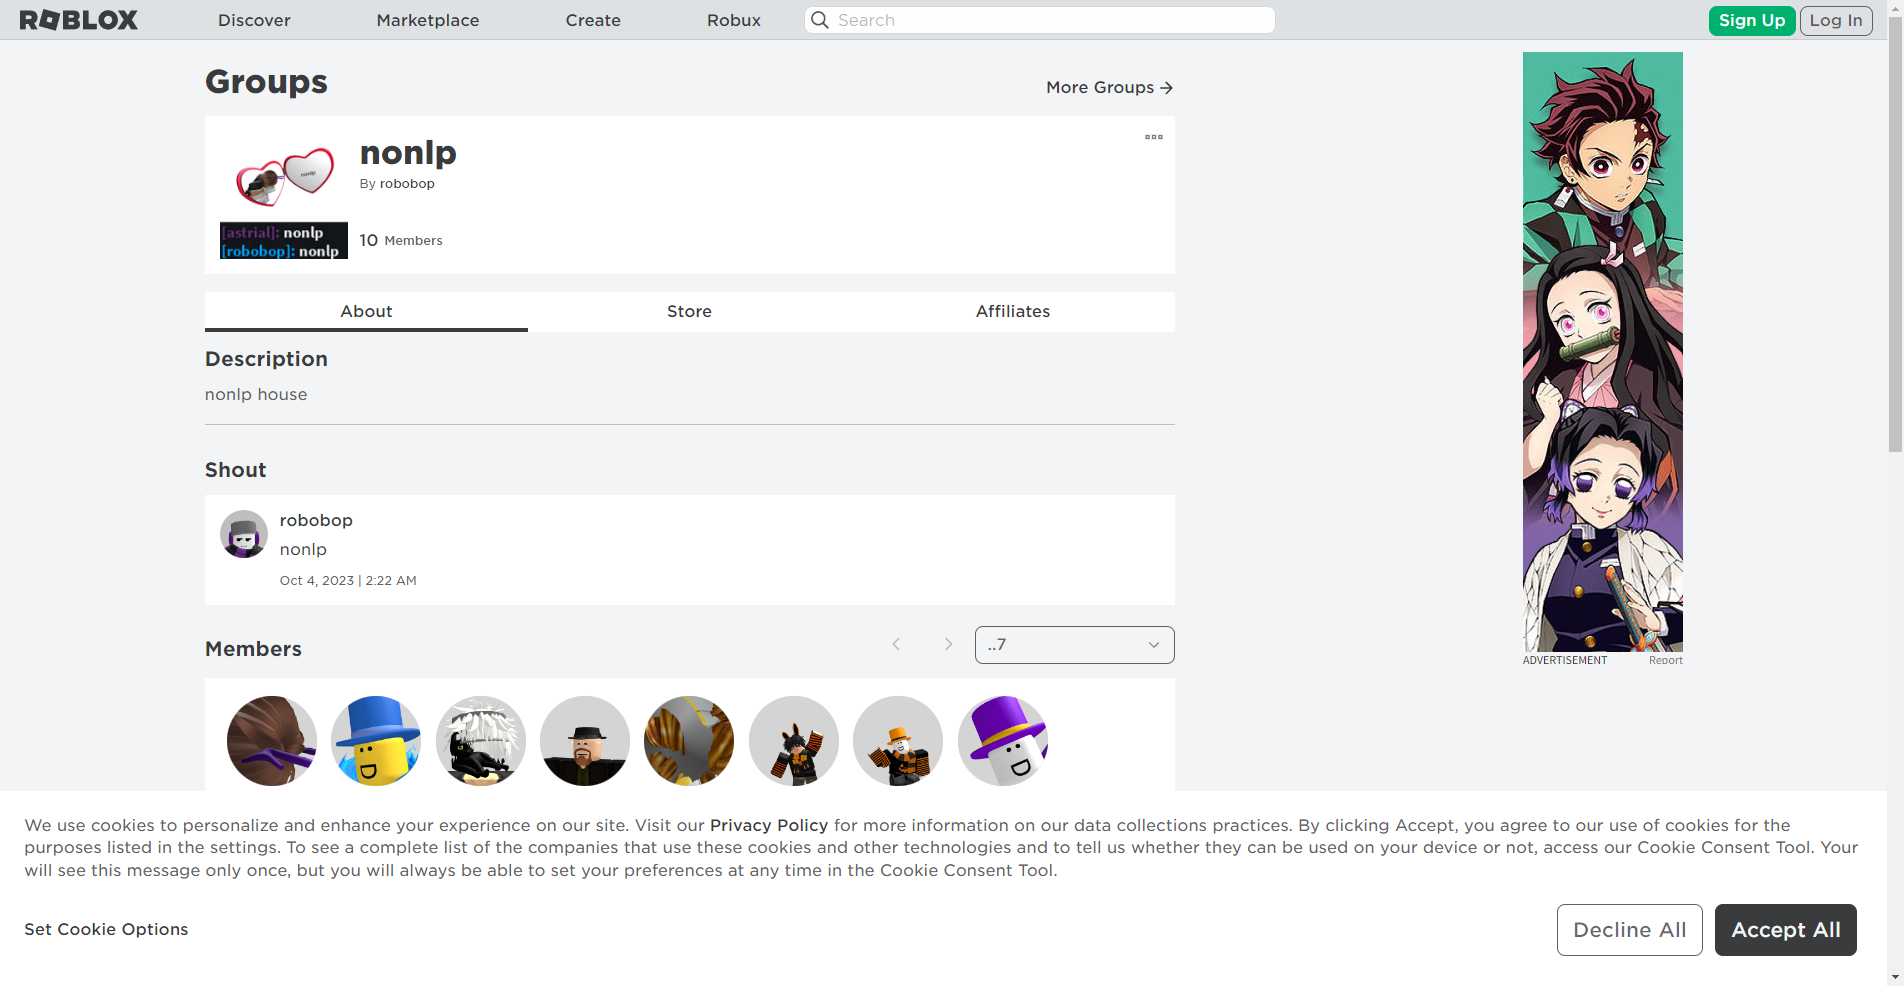 ROBLOX
Discover
Marketplace
Create
Robux
Search
Sign Up
Log In
Groups
More Groups →
nonlp
nonlp
By robobop
[astrial]: nonlp
[robobop]: nonlp
10 Members
About
Store
Affiliates
Description
nonlp house
Shout
robobop
nonlp
Oct 4, 2023 | 2:22 AM
Members
..7
ADVERTISEMENT
Report
We use cookies to personalize and enhance your experience on our site. Visit our Privacy Policy for more information on our data collections practices. By clicking Accept, you agree to our use of cookies for the
purposes listed in the settings. To see a complete list of the companies that use these cookies and other technologies and to tell us whether they can be used on your device or not, access our Cookie Consent Tool. Your
will see this message only once, but you will always be able to set your preferences at any time in the Cookie Consent Tool.
Set Cookie Options
Decline All
Accept All